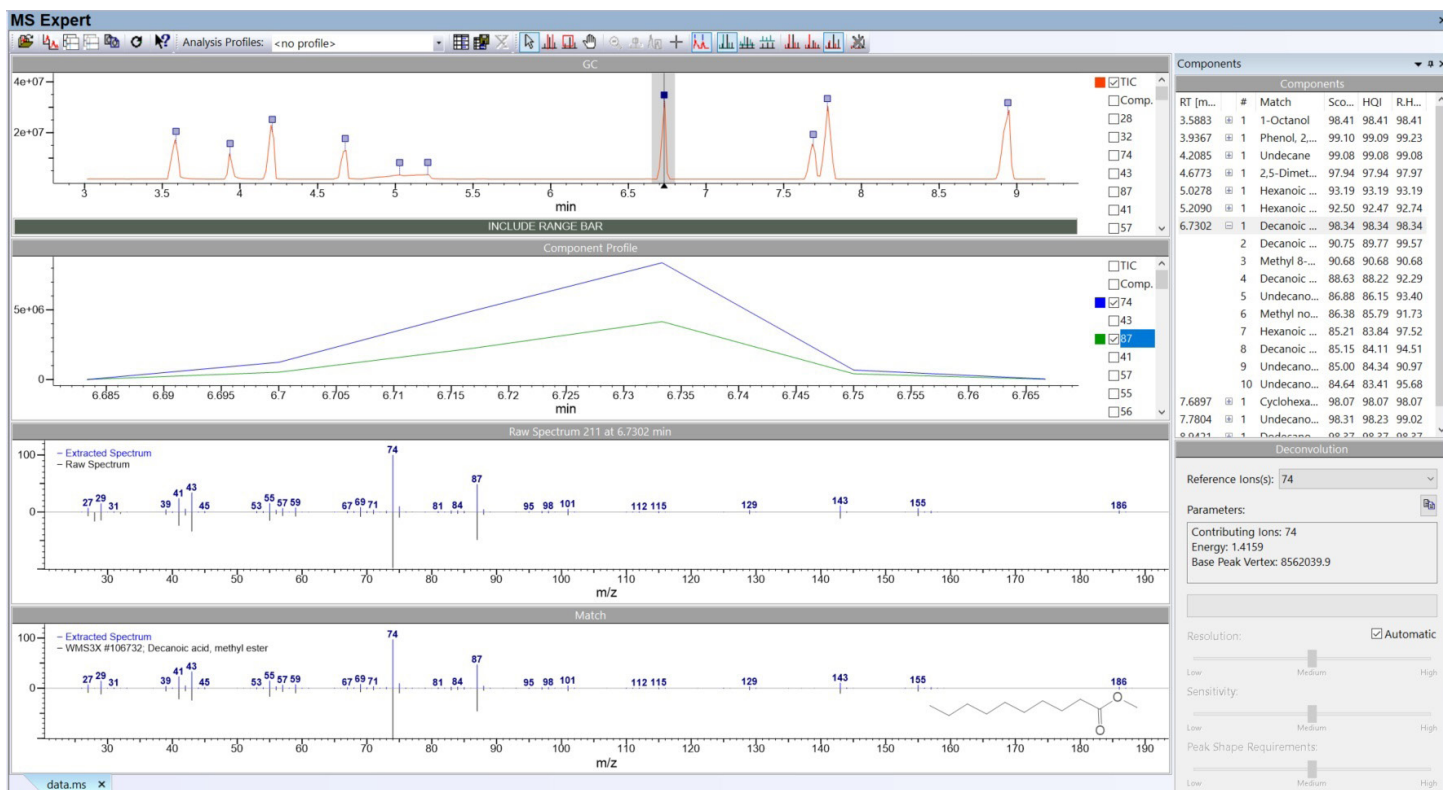 MS Expert
Analysis Profiles: <no profile>
GC
4e+07
2e+07
3 3.5 4 4.5 5 5.5 6 6.5 7 7.5 8 8.5 9
min
TIC
Comp.
28
32
74
43
87
41
57
INCLUDE RANGE BAR
Component Profile
5e+06
0
6.685 6.69 6.695 6.7 6.705 6.71 6.715 6.72 6.725 6.73 6.735 6.74 6.745 6.75 6.755 6.76 6.765
min
TIC
Comp.
74
43
87
41
57
55
56
Raw Spectrum 211 at 6.7302 min
– Extracted Spectrum
– Raw Spectrum
100
0
27 29 31 39 41 43 45 53 55 57 59 67 69 71 74 81 84 87 95 98 101 112 115 129 143 155 186
30 40 50 60 70 80 90 100 110 120 130 140 150 160 170 180 190
m/z
Match
– Extracted Spectrum
– WMS3X #106732; Decanoic acid, methyl ester
100
0
27 29 31 39 41 43 45 53 55 57 59 67 69 71 74 81 84 87 95 98 101 112 115 129 143 155 186
O
O
30 40 50 60 70 80 90 100 110 120 130 140 150 160 170 180 190
m/z
data.ms ×
Components
Components
RT [m... # Match Sco... HQI R.H...
3.5883 1 1-Octanol 98.41 98.41 98.41
3.9367 1 Phenol, 2,... 99.10 99.09 99.23
4.2085 1 Undecane 99.08 99.08 99.08
4.6773 1 2,5-Dimet... 97.94 97.94 97.97
5.0278 1 Hexanoic ... 93.19 93.19 93.19
5.2090 1 Hexanoic ... 92.50 92.47 92.74
6.7302 1 Decanoic ... 98.34 98.34 98.34
2 Decanoic ... 90.75 89.77 99.57
3 Methyl 8-... 90.68 90.68 90.68
4 Decanoic ... 88.63 88.22 92.29
5 Undecano... 86.88 86.15 93.40
6 Methyl no... 86.38 85.79 91.73
7 Hexanoic ... 85.21 83.84 97.52
8 Decanoic ... 85.15 84.11 94.51
9 Undecano... 85.00 84.34 90.97
10 Undecano... 84.64 83.41 95.68
7.6897 1 Cyclohexa... 98.07 98.07 98.07
7.7804 1 Undecano... 98.31 98.23 99.02
8.9421 1 Dodecano... 98.37 98.37 98.37
Deconvolution
Reference Ions(s): 74
Parameters:
Contributing Ions: 74
Energy: 1.4159
Base Peak Vertex: 8562039.9
Resolution: Automatic
Low Medium High
Sensitivity:
Low Medium High
Peak Shape Requirements:
Low Medium High